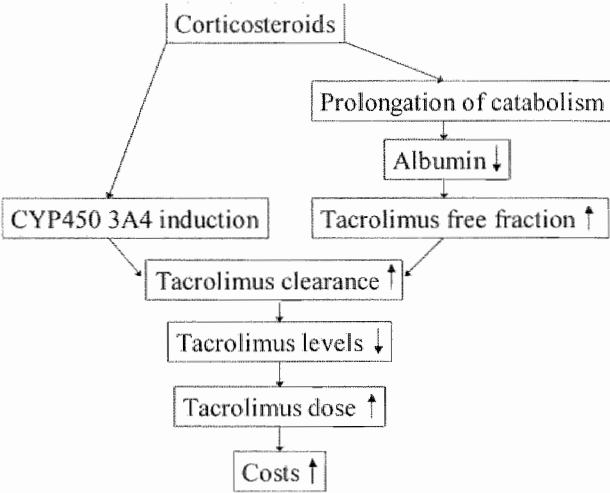 Corticosteroids
Prolongation of catabolism
Albumin ↓
CYP450 3A4 induction
Tacrolimus free fraction ↑
Tacrolimus clearance ↑
Tacrolimus levels ↓
Tacrolimus dose ↑
Costs ↑